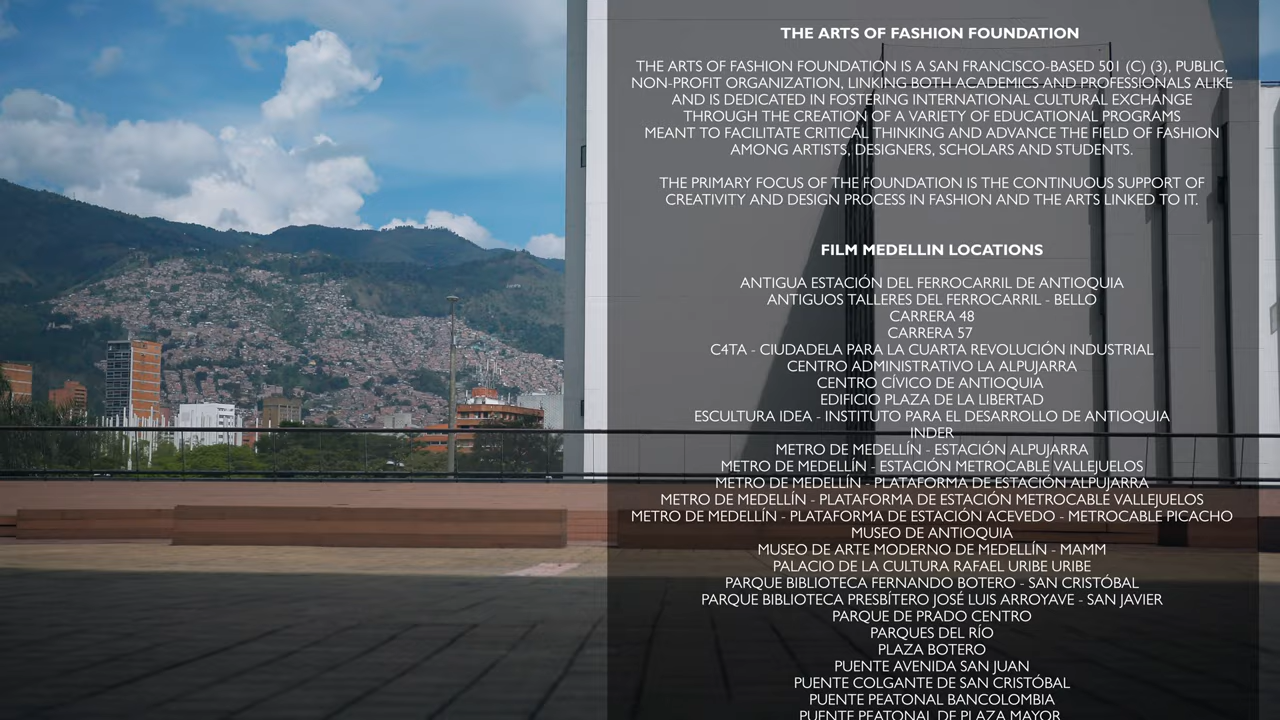 THE ARTS OF FASHION FOUNDATION
THE ARTS OF FASHION FOUNDATION IS A SAN FRANCISCO-BASED 501 (C) (3), PUBLIC,
NON-PROFIT ORGANIZATION, LINKING BOTH ACADEMICS AND PROFESSIONALS ALIKE
AND IS DEDICATED IN FOSTERING INTERNATIONAL CULTURAL EXCHANGE
THROUGH THE CREATION OF A VARIETY OF EDUCATIONAL PROGRAMS
MEANT TO FACILITATE CRITICAL THINKING AND ADVANCE THE FIELD OF FASHION
AMONG ARTISTS, DESIGNERS, SCHOLARS AND STUDENTS.
THE PRIMARY FOCUS OF THE FOUNDATION IS THE CONTINUOUS SUPPORT OF
CREATIVITY AND DESIGN PROCESS IN FASHION AND THE ARTS LINKED TO IT.
FILM MEDELLIN LOCATIONS
ANTIGUA ESTACIÓN DEL FERROCARRIL DE ANTIOQUIA
ANTIGUOS TALLERES DEL FERROCARRIL - BELLO
CARRERA 48
CARRERA 57
C4TA - CIUDADELA PARA LA CUARTA REVOLUCIÓN INDUSTRIAL
CENTRO ADMINISTRATIVO LA ALPUJARRA
CENTRO CÍVICO DE ANTIOQUIA
EDIFICIO PLAZA DE LA LIBERTAD
ESCULTURA IDEA - INSTITUTO PARA EL DESARROLLO DE ANTIOQUIA
INDER
METRO DE MEDELLÍN - ESTACIÓN ALPUJARRA
METRO DE MEDELLÍN - ESTACIÓN METROCABLE VALLEJUELOS
METRO DE MEDELLÍN - PLATAFORMA DE ESTACIÓN ALPUJARRA
METRO DE MEDELLÍN - PLATAFORMA DE ESTACIÓN METROCABLE VALLEJUELOS
METRO DE MEDELLÍN - PLATAFORMA DE ESTACIÓN ACEVEDO - METROCABLE PICACHO
MUSEO DE ANTIOQUIA
MUSEO DE ARTE MODERNO DE MEDELLÍN - MAMM
PALACIO DE LA CULTURA RAFAEL URIBE URIBE
PARQUE BIBLIOTECA FERNANDO BOTERO - SAN CRISTÓBAL
PARQUE BIBLIOTECA PRESBÍTERO JOSÉ LUIS ARROYAVE - SAN JAVIER
PARQUE DE PRADO CENTRO
PARQUES DEL RÍO
PLAZA BOTERO
PUENTE AVENIDA SAN JUAN
PUENTE COLGANTE DE SAN CRISTÓBAL
PUENTE PEATONAL BANCOLOMBIA
PUENTE PEATONAL DE PLAZA MAYOR